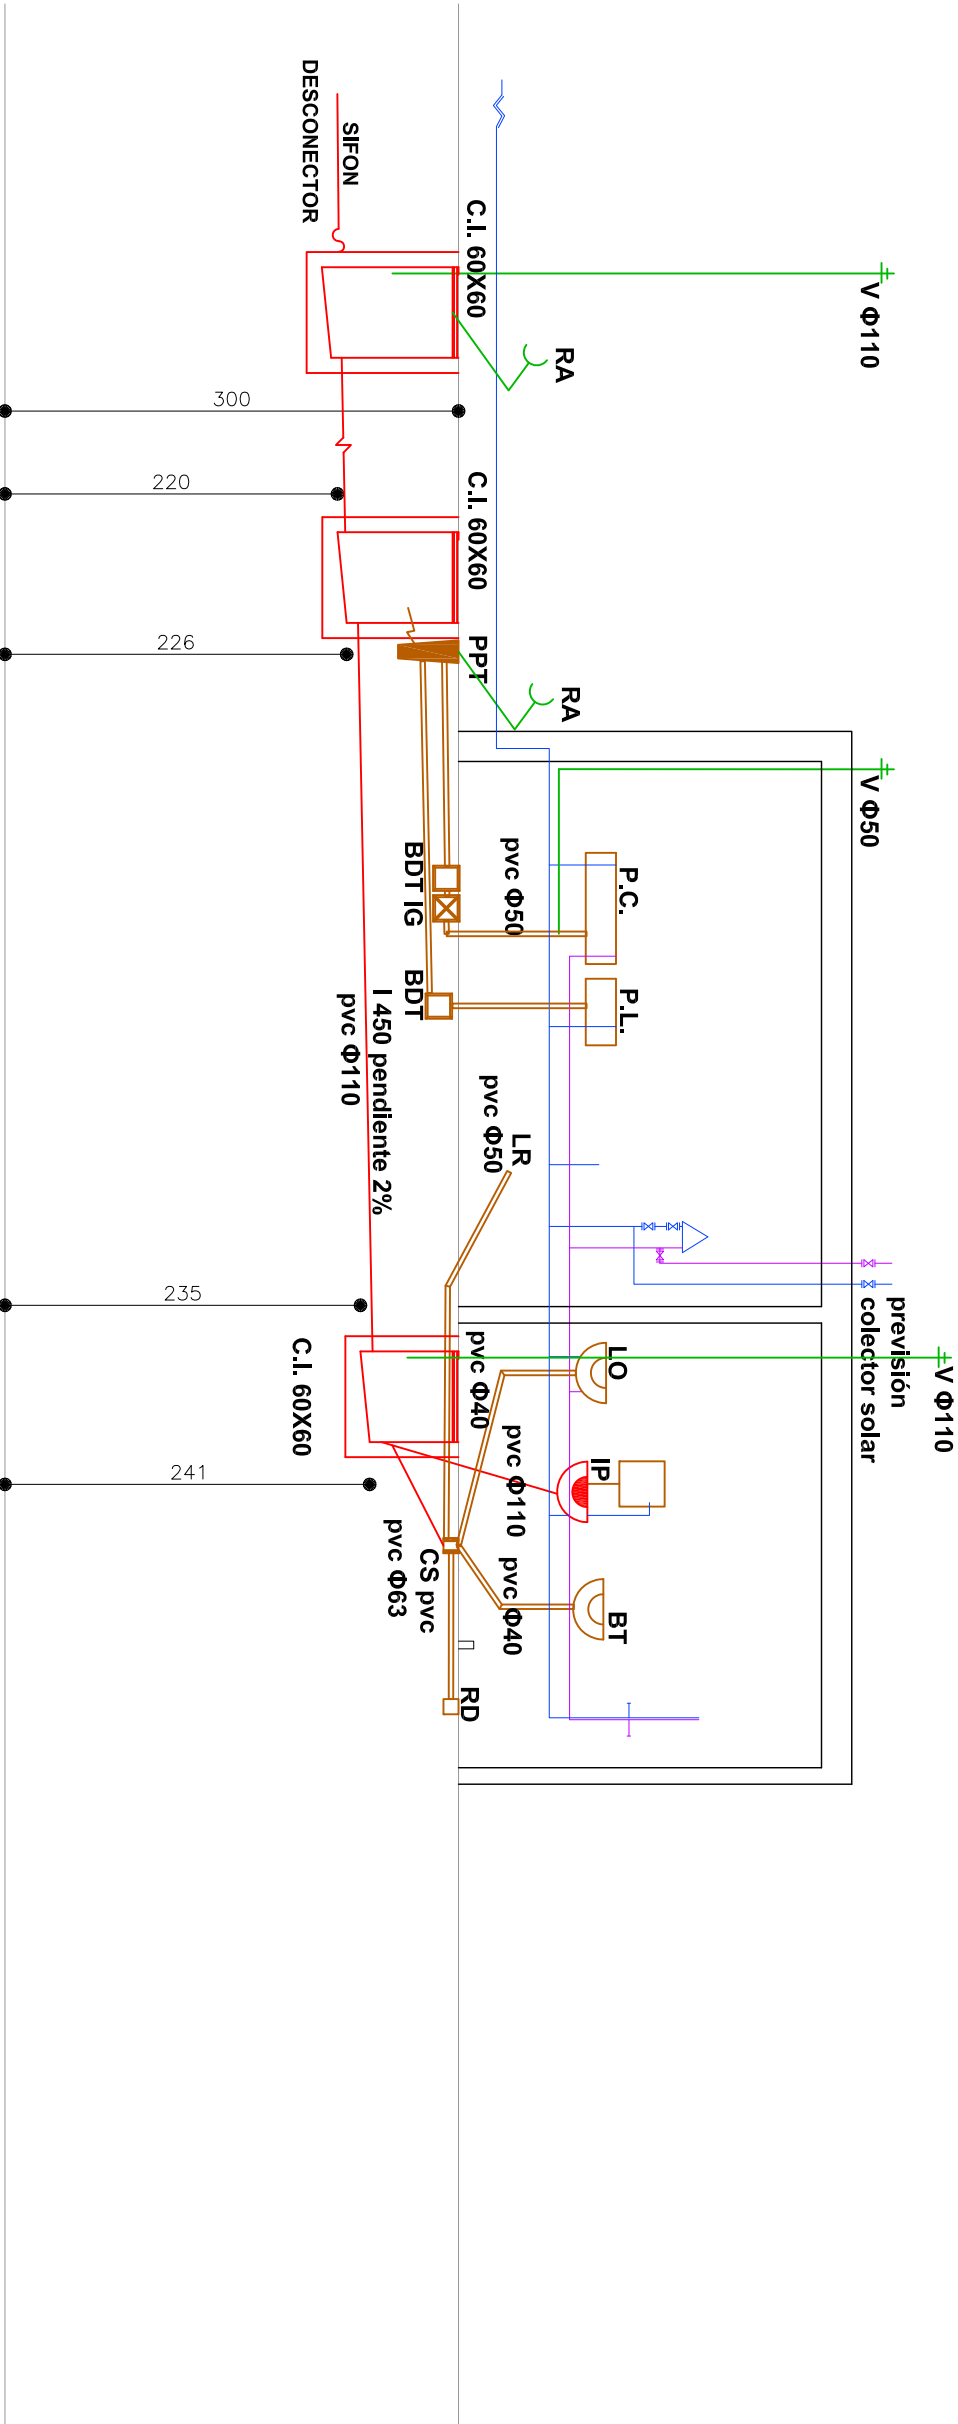 V Φ110
V Φ50
V Φ110
previsión
colector solar
RA
RA
P.C.
P.L.
LO
IP
BT
C.I. 60X60
C.I. 60X60
PPT
pvc Φ50
LR
pvc Φ50
pvc Φ40
pvc Φ110
pvc Φ40
RD
BDT IG
BDT
CS pvc
pvc Φ63
SIFON
DESCONECTOR
I 450 pendiente 2%
pvc Φ110
C.I. 60X60
300
220
226
235
241